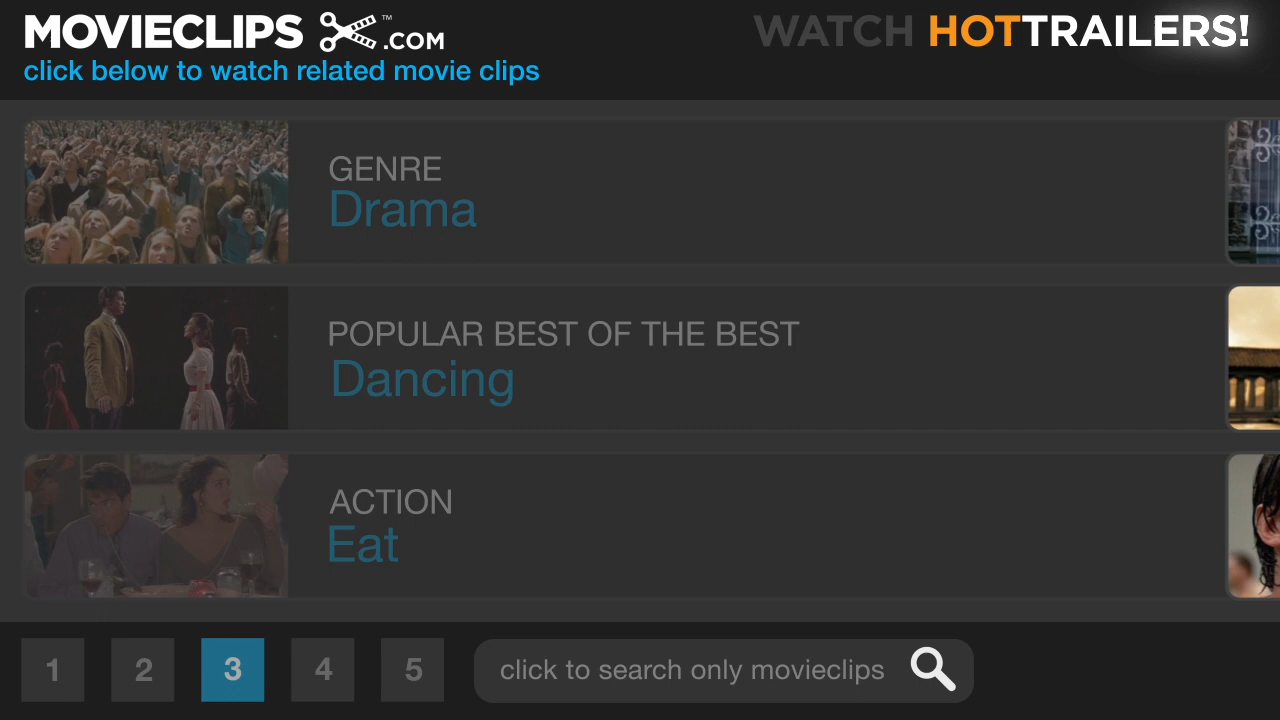 MOVIECLIPS ™ .COM
WATCH HOTTRAILERS!
click below to watch related movie clips
GENRE
Drama
POPULAR BEST OF THE BEST
Dancing
ACTION
Eat
1 2 3 4 5 click to search only movieclips